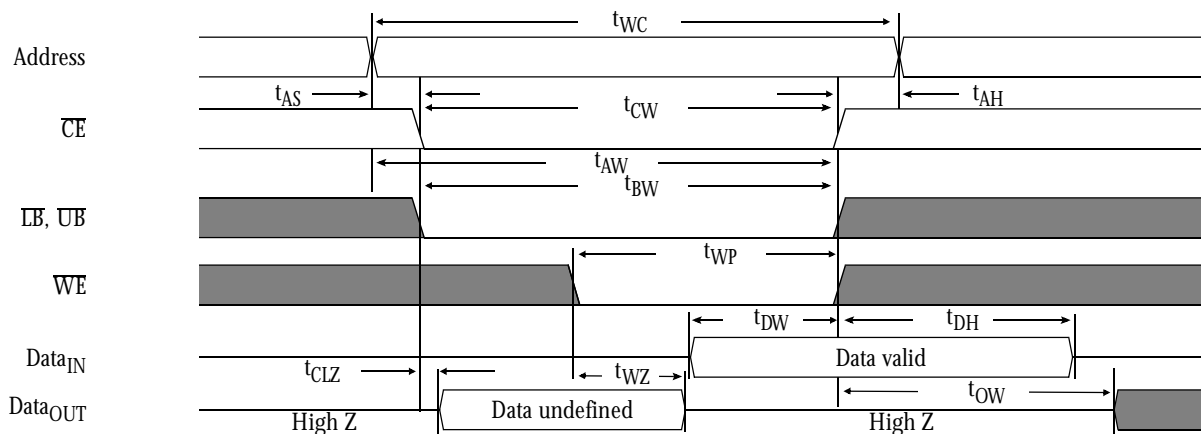 tWC
Address
tAS
tCW
tAH
CE
tAW
tBW
LB, UB
tWP
WE
tDW
tDH
DataIN
Data valid
tCLZ
tWZ
tOW
DataOUT
High Z
Data undefined
High Z